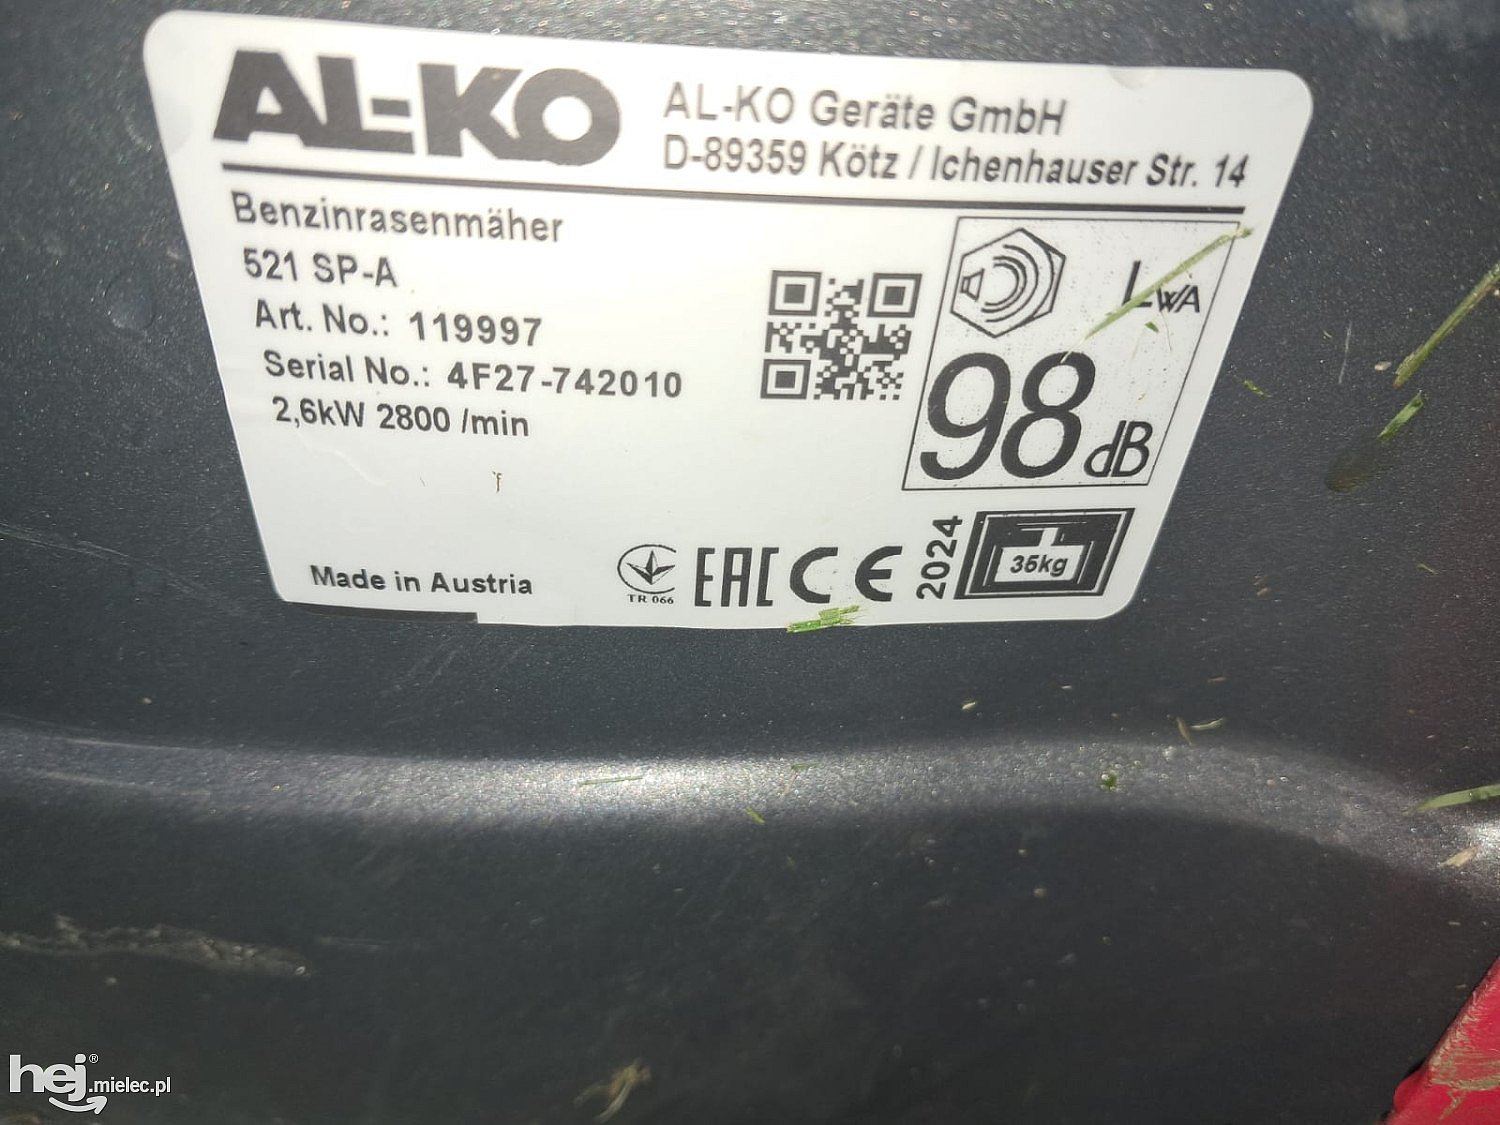 AL-KO
AL-KO Geräte GmbH
D-89359 Kötz / Ichenhauser Str. 14
Benzinrasenmäher
521 SP-A
Art. No.: 119997
Serial No.: 4F27-742010
2,6kW 2800 /min
LWA
98 dB
Made in Austria
TR 066
EAC CE
2024
35kg
hej®.mielec.pl